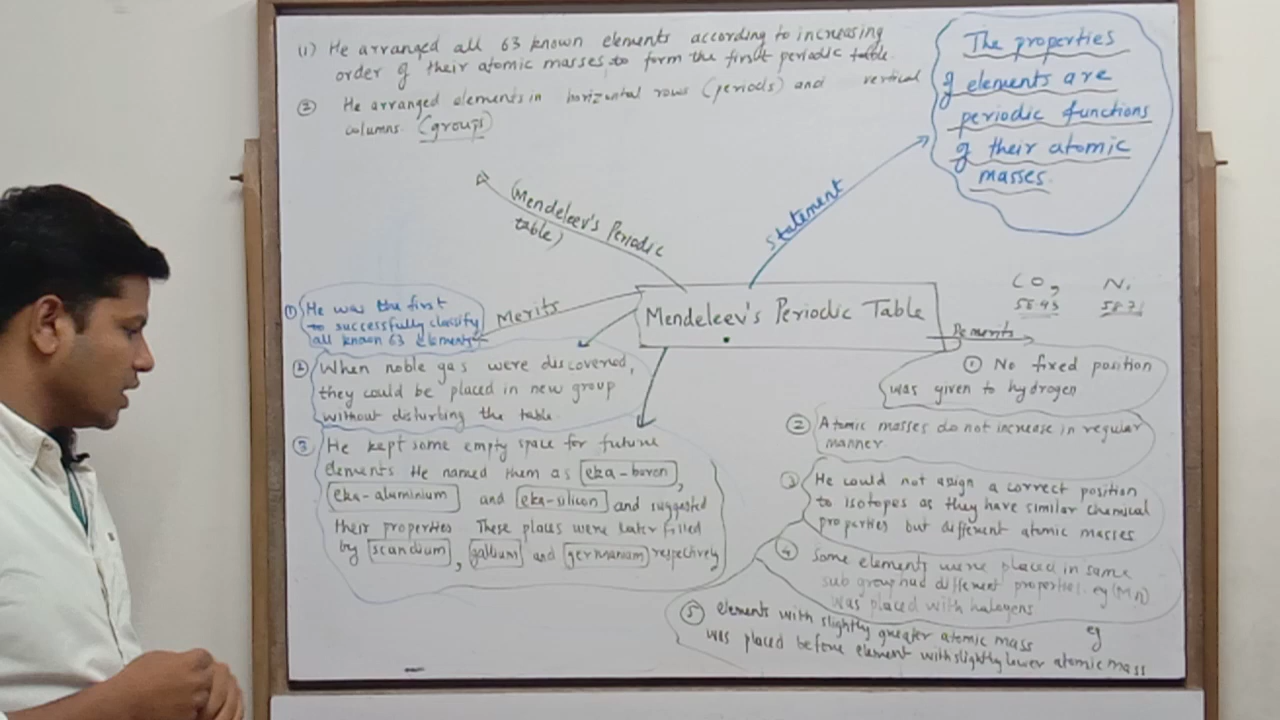 (1) He arranged all 63 known elements according to increasing
order of their atomic masses to form the first periodic table
② He arranged elements in horizontal rows (periods) and vertical
columns. (groups)
The properties
of elements are
periodic functions
of their atomic
masses.
(Mendeleev's Periodic
table)
Statement
Mendeleev's Periodic Table
Merits
① He was the first
to successfully classify
all known 63 elements
② When noble gas were discovered,
they could be placed in new group
without disturbing the table.
③ He kept some empty space for future
elements He named them as eka-boron,
eka-aluminium and eka-silicon and suggested
their properties These places were later filled
by scandium, gallium and germanium respectively
CO, Ni
58.93 58.71
Demerits
① No fixed position
was given to hydrogen
② Atomic masses do not increase in regular
manner
③ He could not assign a correct position
to isotopes as they have similar chemical
properties but different atomic masses
④ Some elements were placed in same
sub group had different properties. eg (Mn)
was placed with halogens
⑤ elements with slightly greater atomic mass eg
was placed before element with slightly lower atomic mass